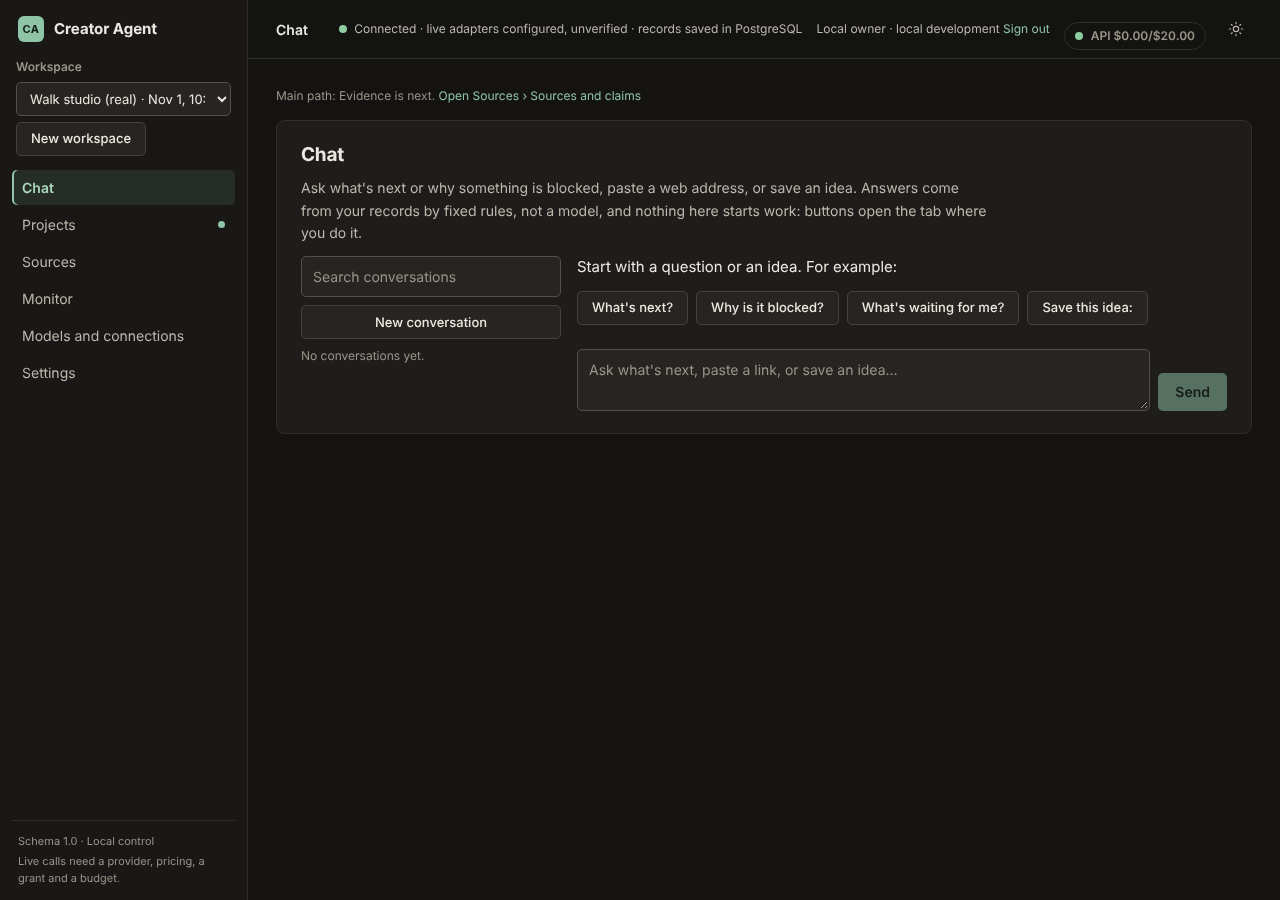 CA Creator Agent
Workspace
Walk studio (real) · Nov 1, 10:
New workspace
Chat
Projects
Sources
Monitor
Models and connections
Settings
Schema 1.0 · Local control
Live calls need a provider, pricing, a
grant and a budget.
Chat
Connected · live adapters configured, unverified · records saved in PostgreSQL
Local owner · local development Sign out
API $0.00/$20.00
Main path: Evidence is next. Open Sources › Sources and claims
Chat
Ask what's next or why something is blocked, paste a web address, or save an idea. Answers come
from your records by fixed rules, not a model, and nothing here starts work: buttons open the tab where
you do it.
Search conversations
New conversation
No conversations yet.
Start with a question or an idea. For example:
What's next?
Why is it blocked?
What's waiting for me?
Save this idea:
Ask what's next, paste a link, or save an idea...
Send